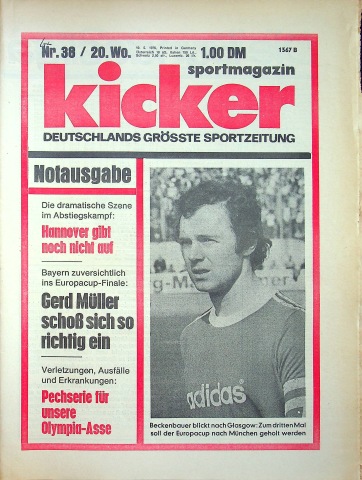 Nr. 38 / 20. Wo.
1.00 DM
1567 B
sportmagazin
kicker
DEUTSCHLANDS GRÖSSTE SPORTZEITUNG
Notausgabe
Die dramatische Szene
im Abstiegskampf:
Hannover gibt
noch nicht auf
Bayern zuversichtlich
ins Europacup-Finale:
Gerd Müller
schoß sich so
richtig ein
Verletzungen, Ausfälle
und Erkrankungen:
Pechserie für
unsere
Olympia-Asse
adidas
Beckenbauer blickt nach Glasgow: Zum dritten Mal
soll der Europacup nach München geholt werden